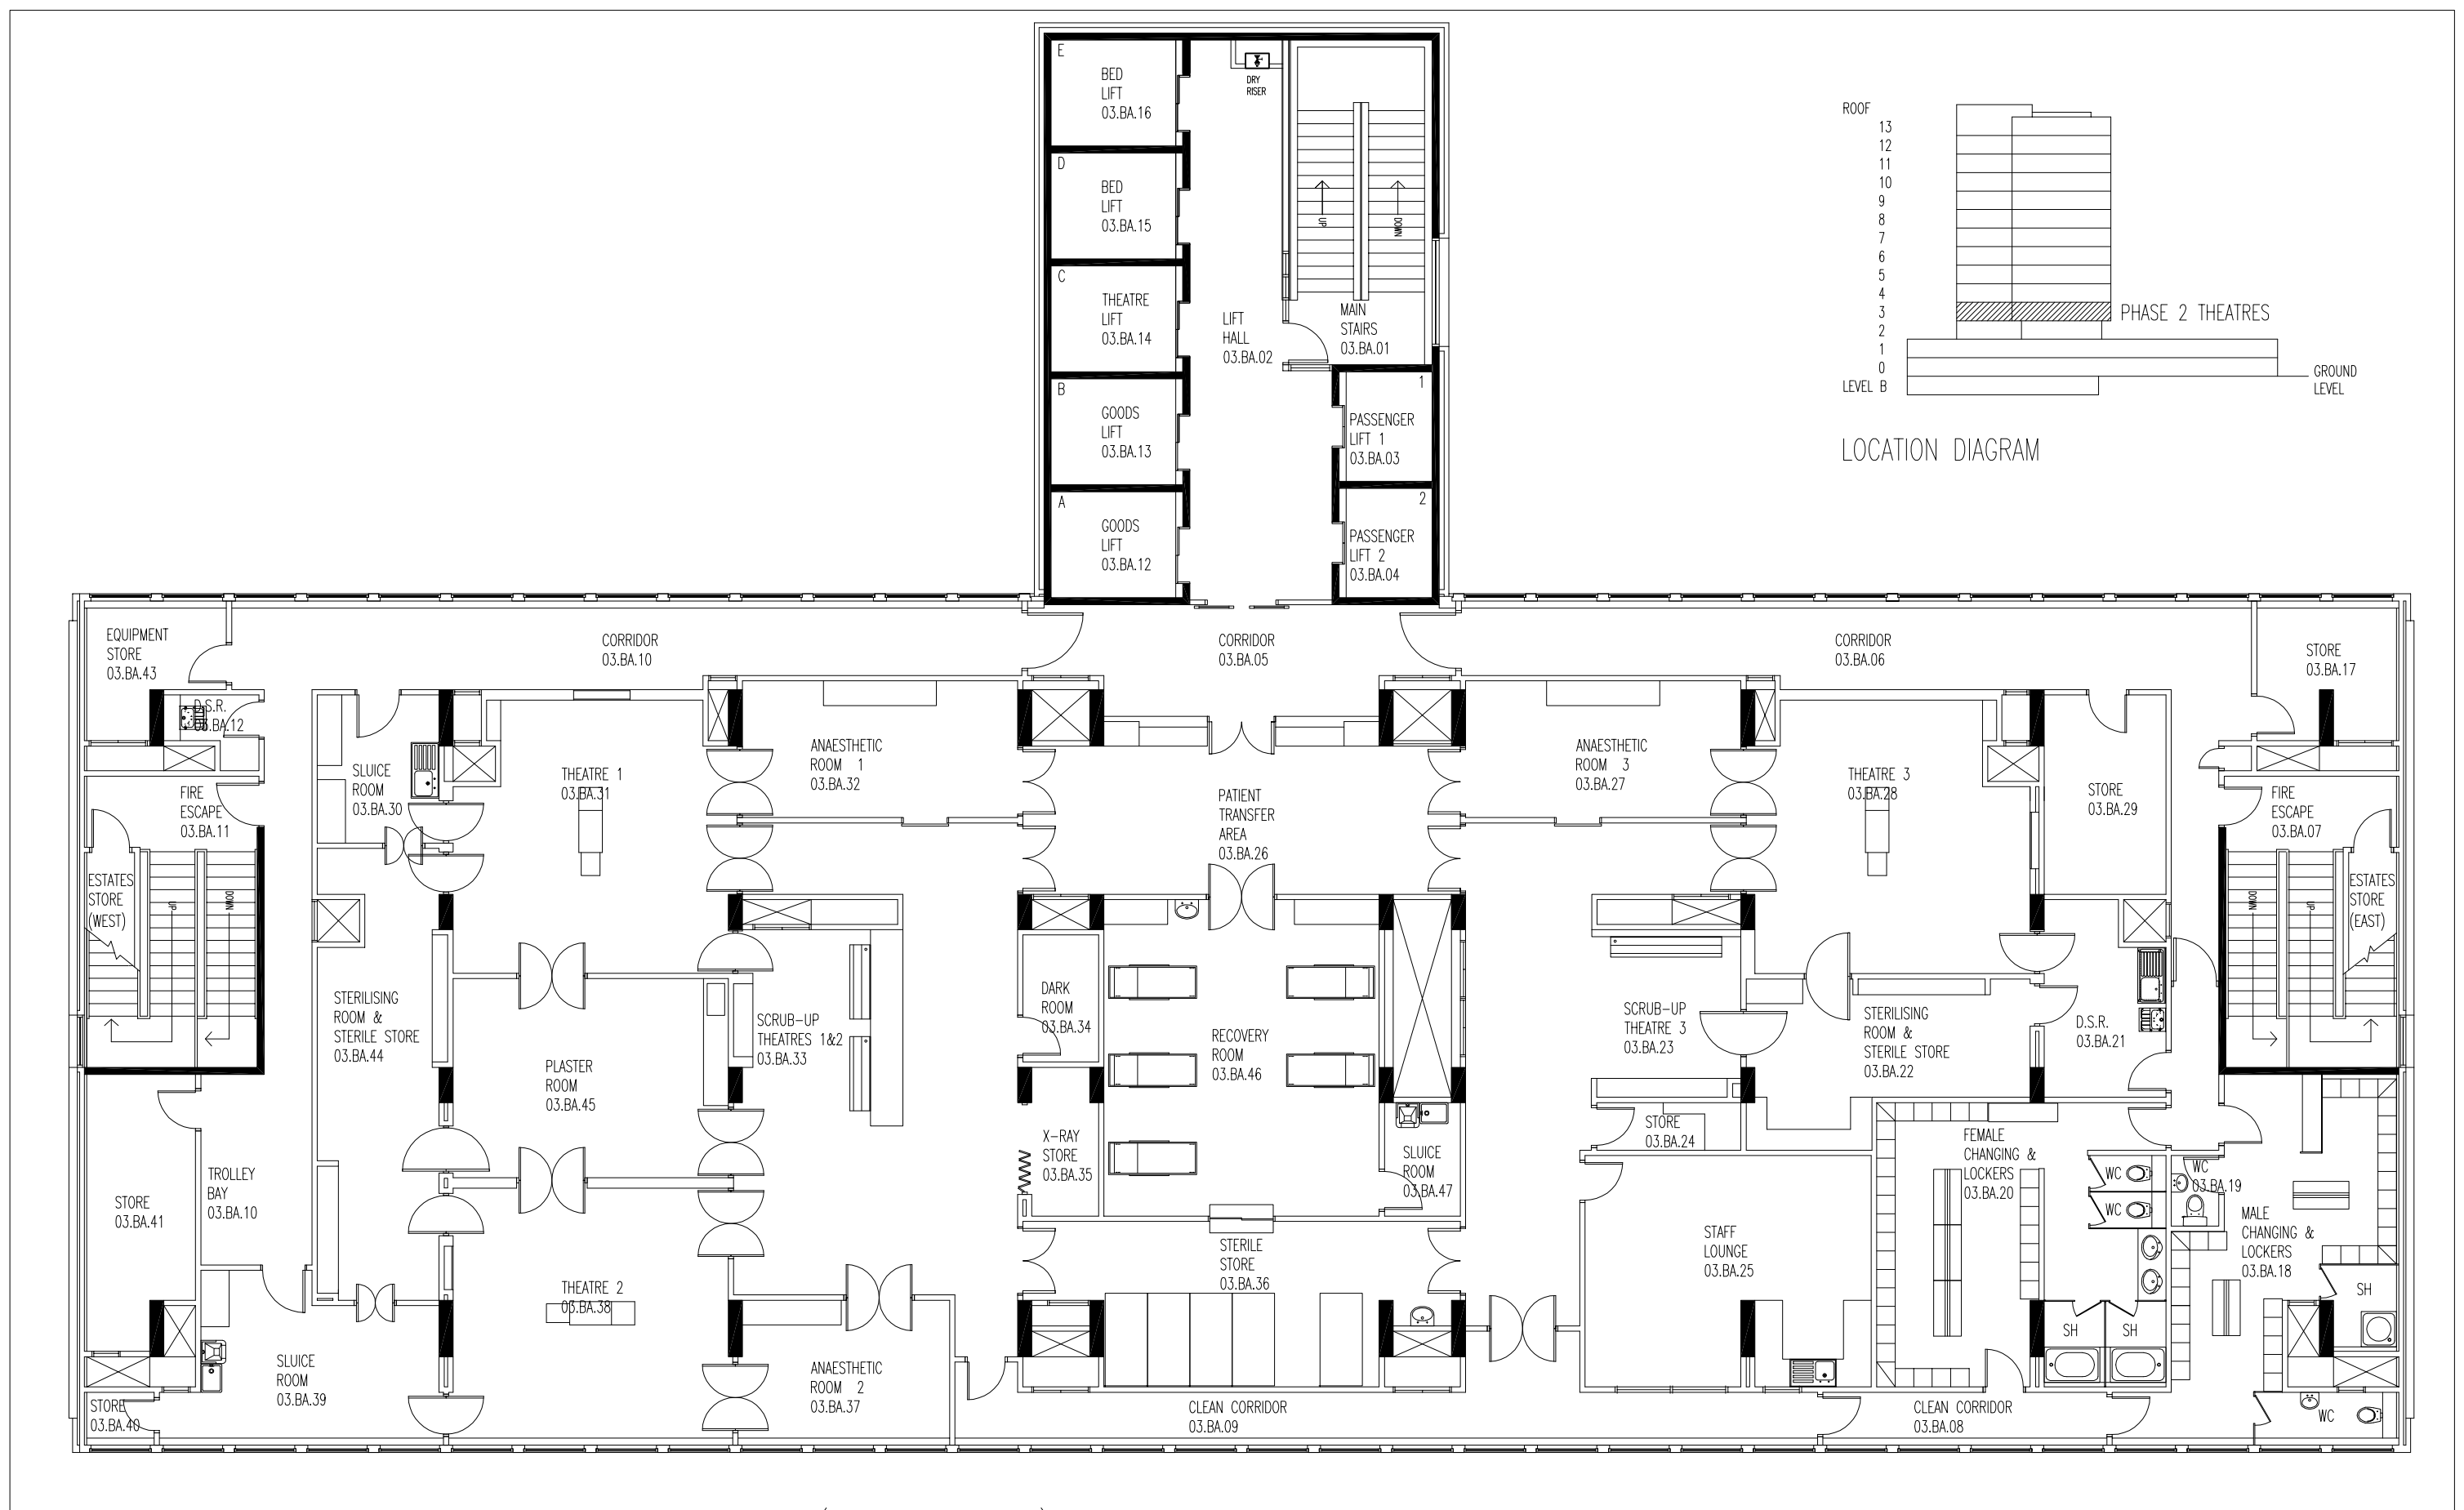 E
BED
LIFT
03.BA.16
D
BED
LIFT
03.BA.15
C
THEATRE
LIFT
03.BA.14
B
GOODS
LIFT
03.BA.13
A
GOODS
LIFT
03.BA.12
DRY
RISER
UP
DOWN
LIFT
HALL
03.BA.02
MAIN
STAIRS
03.BA.01
1
PASSENGER
LIFT 1
03.BA.03
2
PASSENGER
LIFT 2
03.BA.04
ROOF
13
12
11
10
9
8
7
6
5
4
3
2
1
0
LEVEL B
PHASE 2 THEATRES
GROUND
LEVEL
LOCATION DIAGRAM
EQUIPMENT
STORE
03.BA.43
CORRIDOR
03.BA.10
CORRIDOR
03.BA.05
CORRIDOR
03.BA.06
STORE
03.BA.17
D.S.R.
03.BA.12
SLUICE
ROOM
03.BA.30
THEATRE 1
03.BA.31
ANAESTHETIC
ROOM 1
03.BA.32
PATIENT
TRANSFER
AREA
03.BA.26
ANAESTHETIC
ROOM 3
03.BA.27
THEATRE 3
03.BA.28
STORE
03.BA.29
FIRE
ESCAPE
03.BA.11
FIRE
ESCAPE
03.BA.07
ESTATES
STORE
(WEST)
UP
DOWN
DOWN
UP
ESTATES
STORE
(EAST)
STERILISING
ROOM &
STERILE STORE
03.BA.44
PLASTER
ROOM
03.BA.45
SCRUB-UP
THEATRES 1&2
03.BA.33
DARK
ROOM
03.BA.34
RECOVERY
ROOM
03.BA.46
SCRUB-UP
THEATRE 3
03.BA.23
STERILISING
ROOM &
STERILE STORE
03.BA.22
D.S.R.
03.BA.21
STORE
03.BA.41
TROLLEY
BAY
03.BA.10
X-RAY
STORE
03.BA.35
SLUICE
ROOM
03.BA.47
STORE
03.BA.24
FEMALE
CHANGING &
LOCKERS
03.BA.20
WC
WC
WC
03.BA.19
MALE
CHANGING &
LOCKERS
03.BA.18
SH
THEATRE 2
03.BA.38
STERILE
STORE
03.BA.36
STAFF
LOUNGE
03.BA.25
SH
SH
SLUICE
ROOM
03.BA.39
ANAESTHETIC
ROOM 2
03.BA.37
STORE
03.BA.40
CLEAN CORRIDOR
03.BA.09
CLEAN CORRIDOR
03.BA.08
WC